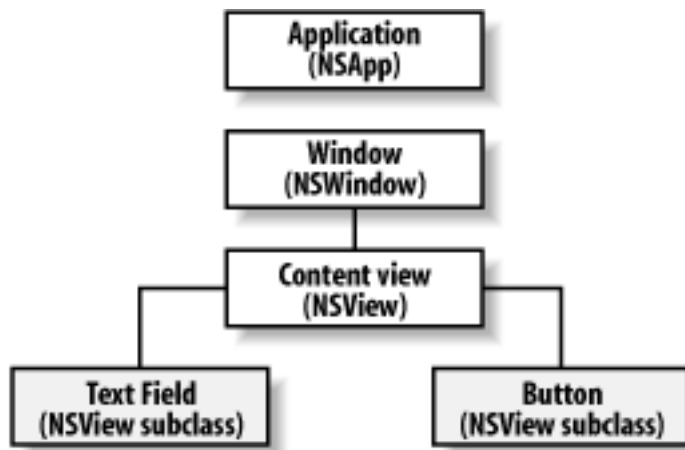 Application
(NSApp)
Window
(NSWindow)
Content view
(NSView)
Text Field
(NSView subclass)
Button
(NSView subclass)